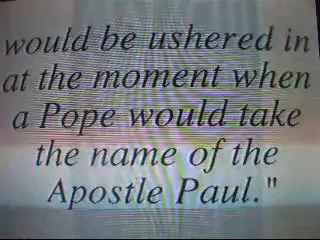 would be ushered in
at the moment when
a Pope would take
the name of the
Apostle Paul."